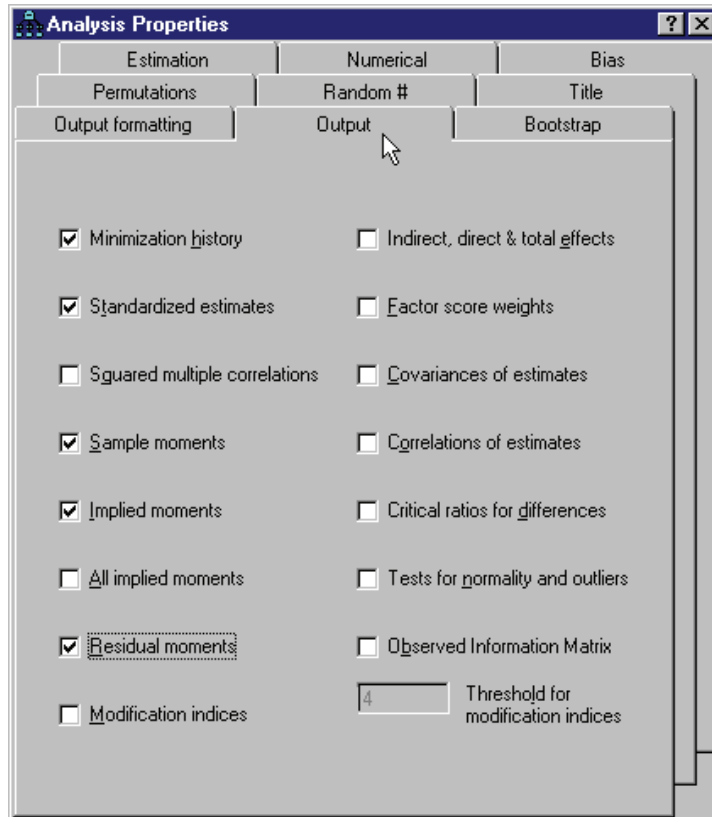 Analysis Properties
Estimation
Numerical
Bias
Permutations
Random #
Title
Output formatting
Output
Bootstrap
Minimization history
Indirect, direct & total effects
Standardized estimates
Factor score weights
Squared multiple correlations
Covariances of estimates
Sample moments
Correlations of estimates
Implied moments
Critical ratios for differences
All implied moments
Tests for normality and outliers
Residual moments
Observed Information Matrix
Modification indices
4
Threshold for
modification indices